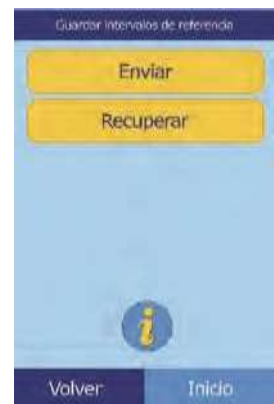 Guardar intervalos de referencia
Enviar
Recuperar
i
Volver Inicio